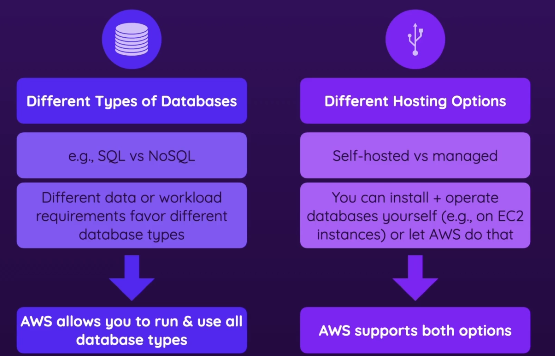 Different Types of Databases
e.g., SQL vs NoSQL
Different data or workload
requirements favor different
database types
AWS allows you to run & use all
database types
Different Hosting Options
Self-hosted vs managed
You can install + operate
databases yourself (e.g., on EC2
instances) or let AWS do that
AWS supports both options